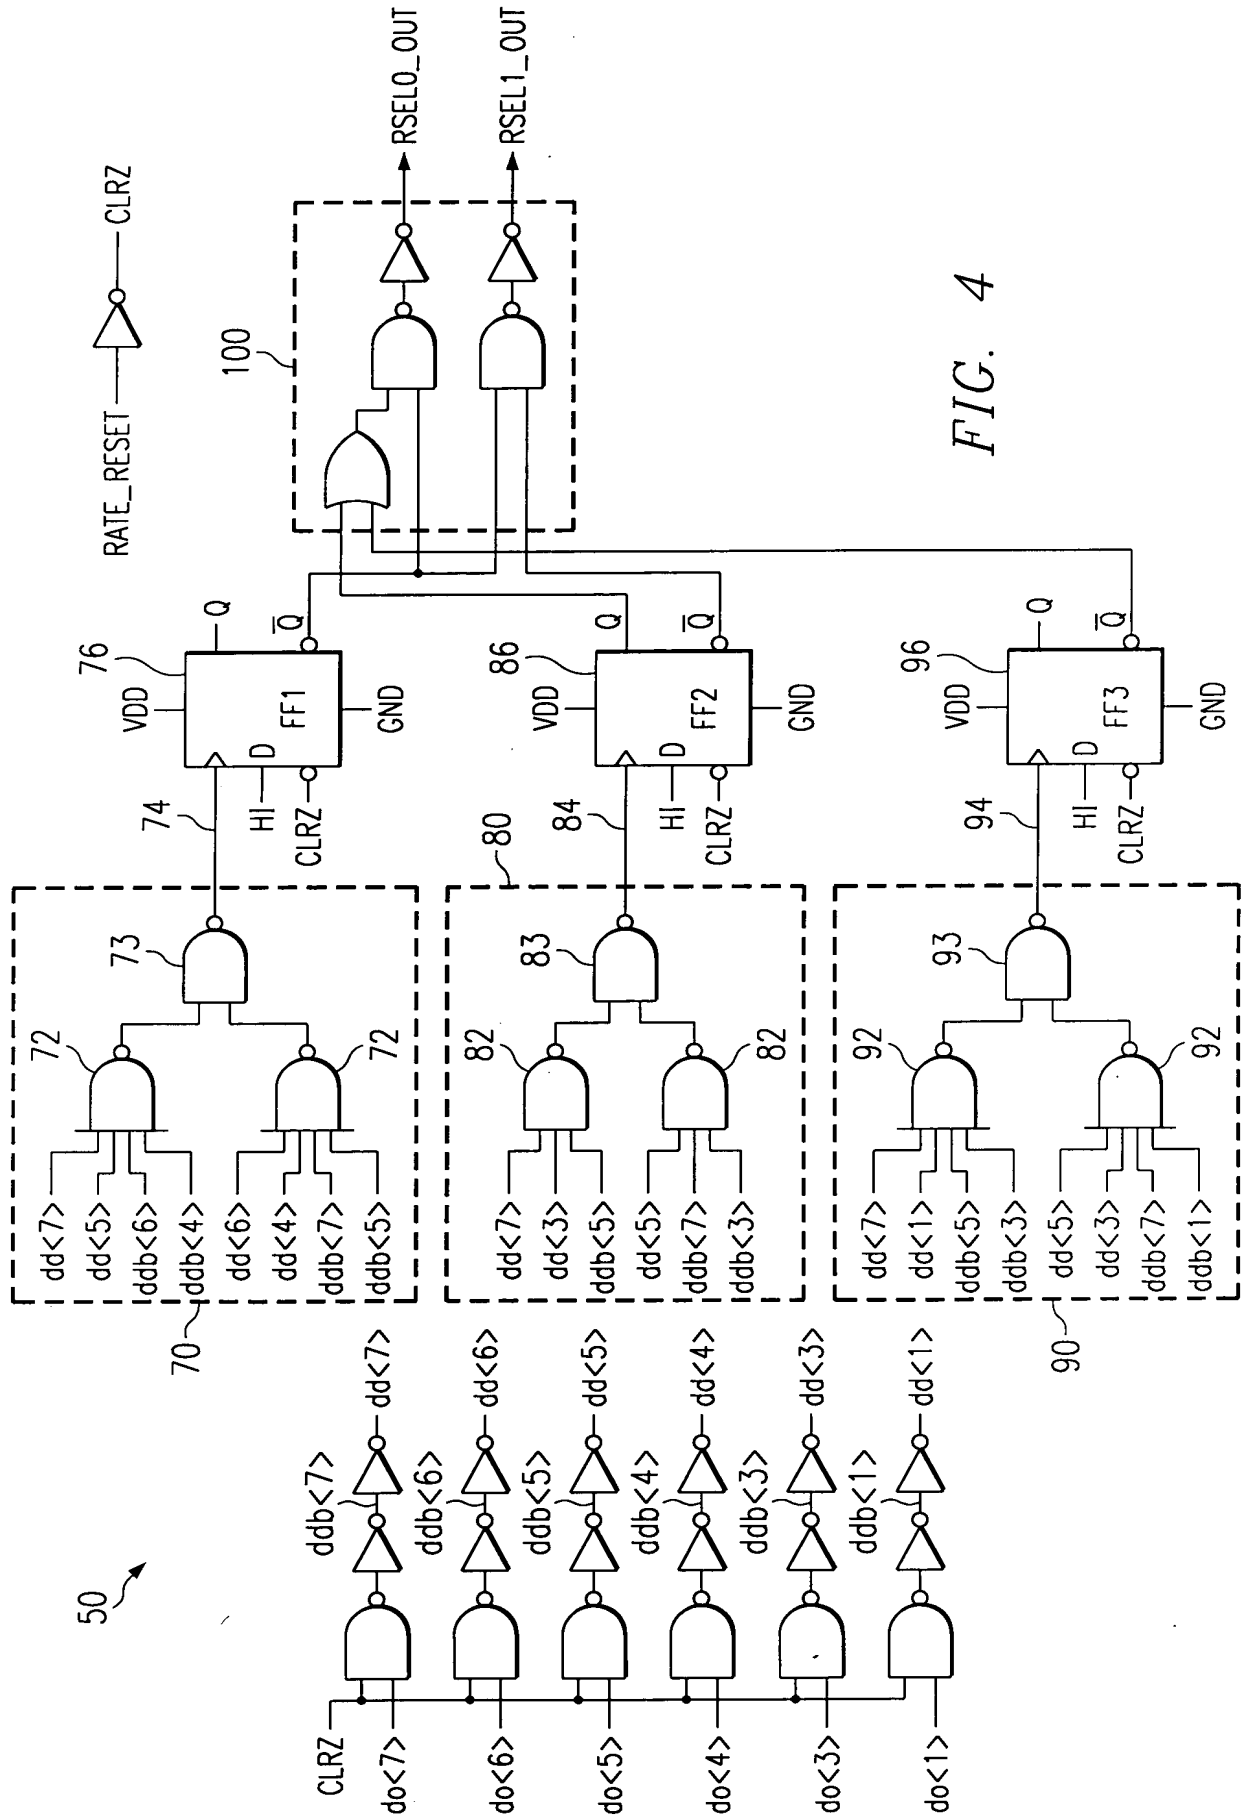 50
CLRZ
do<7>
do<6>
do<5>
do<4>
do<3>
do<1>
ddb<7>
ddb<6>
ddb<5>
ddb<4>
ddb<3>
ddb<1>
dd<7>
dd<6>
dd<5>
dd<4>
dd<3>
dd<1>
70
dd<7>
dd<5>
ddb<6>
ddb<4>
dd<6>
dd<4>
ddb<7>
ddb<5>
72
72
73
74
80
dd<7>
dd<3>
ddb<5>
dd<5>
ddb<7>
ddb<3>
82
82
83
84
90
dd<7>
dd<1>
ddb<5>
ddb<3>
dd<5>
dd<3>
ddb<7>
ddb<1>
92
92
93
94
VDD
76
HI
D
CLRZ
FF1
GND
Q
Q̅
VDD
86
HI
D
CLRZ
FF2
GND
Q
Q̅
VDD
96
HI
D
CLRZ
FF3
GND
Q
Q̅
100
RATE_RESET
CLRZ
RSEL0_OUT
RSEL1_OUT
FIG. 4